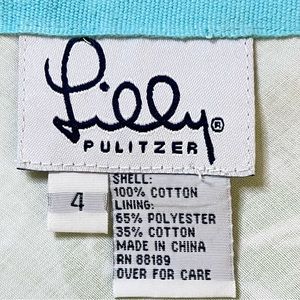 Lilly®
PULITZER
4
SHELL:
100% COTTON
LINING:
65% POLYESTER
35% COTTON
MADE IN CHINA
RN 88189
OVER FOR CARE